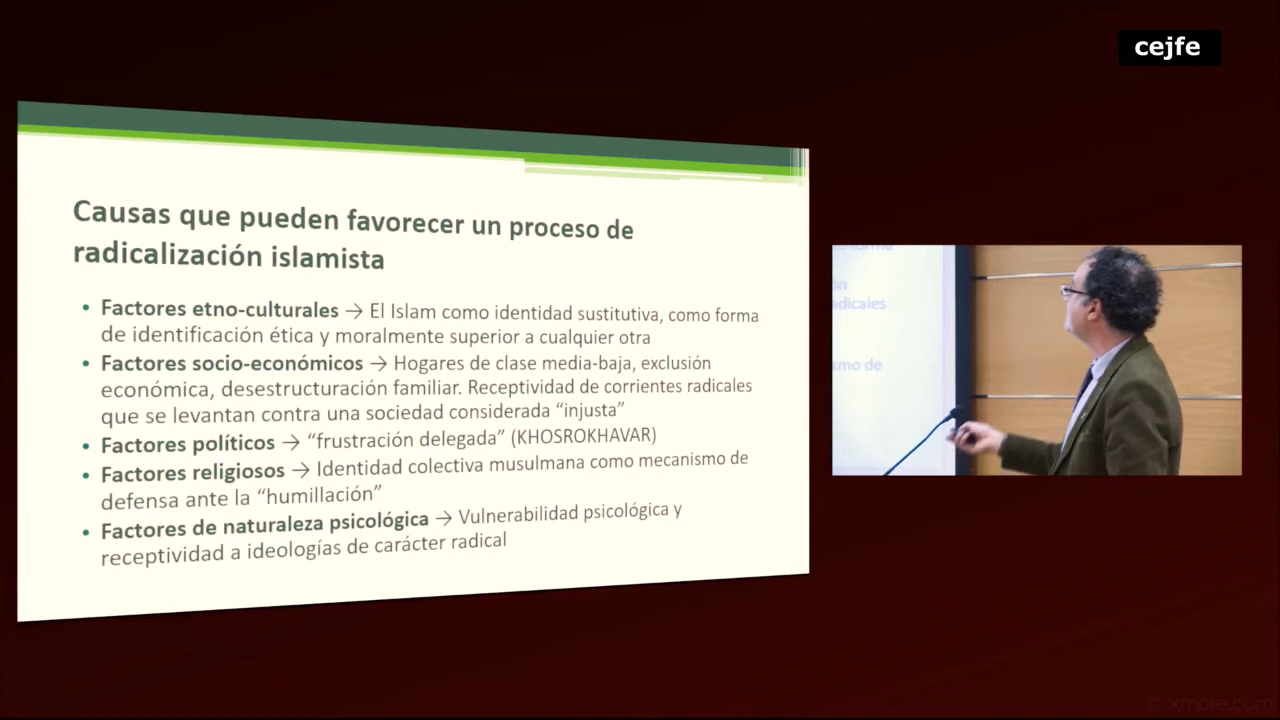 cejfe
Causas que pueden favorecer un proceso de
radicalización islamista
• Factores etno-culturales → El Islam como identidad sustitutiva, como forma
de identificación ética y moralmente superior a cualquier otra
• Factores socio-económicos → Hogares de clase media-baja, exclusión
económica, desestructuración familiar. Receptividad de corrientes radicales
que se levantan contra una sociedad considerada “injusta”
• Factores políticos → “frustración delegada” (KHOSROKHAVAR)
• Factores religiosos → Identidad colectiva musulmana como mecanismo de
defensa ante la “humillación”
• Factores de naturaleza psicológica → Vulnerabilidad psicológica y
receptividad a ideologías de carácter radical
adicales
smo de